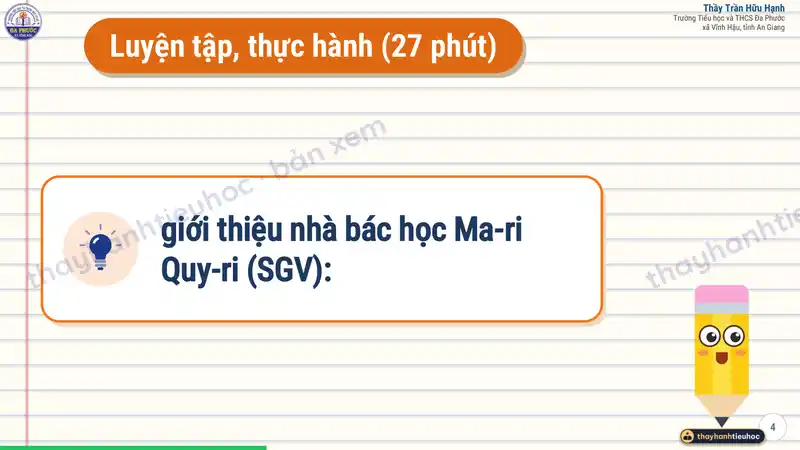 Thầy Trần Hữu Hạnh
Trường Tiểu học và THCS Đa Phước
xã Vĩnh Hậu, tỉnh An Giang
ĐA PHƯỚC
Luyện tập, thực hành (27 phút)
thayhanhtieuhoc - bản xem
giới thiệu nhà bác học Ma-ri
Quy-ri (SGV):
thayhanhtie
thayhanhtieuhoc
4